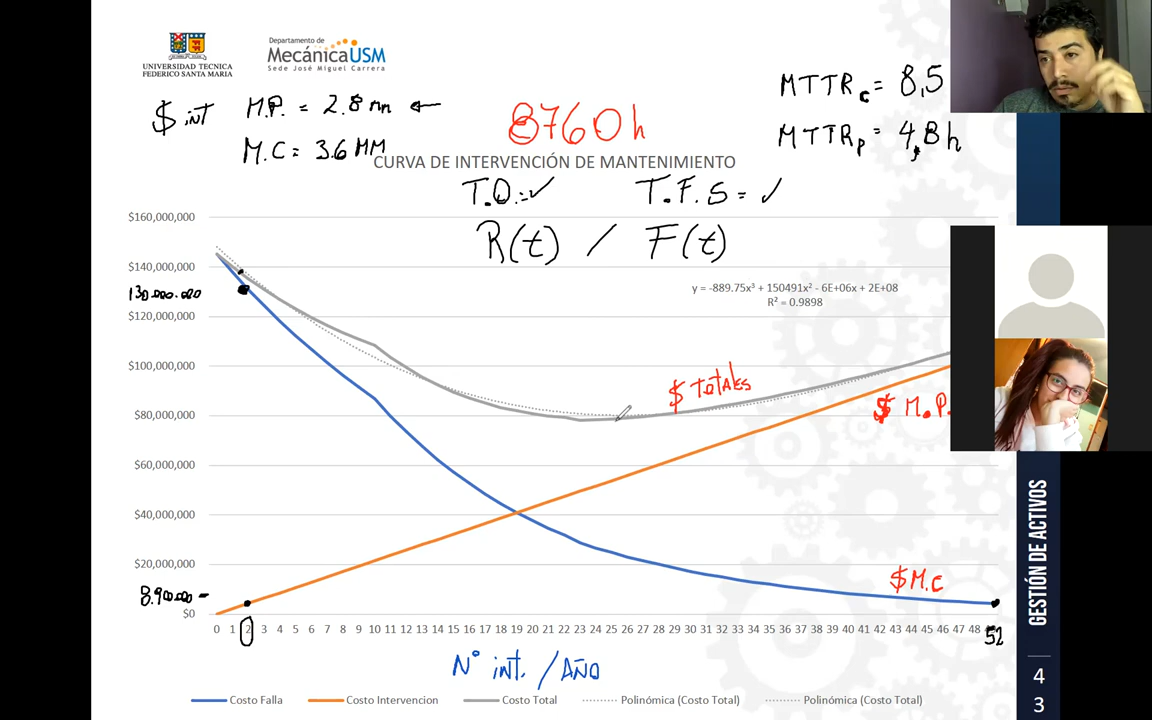 UNIVERSIDAD TECNICA
FEDERICO SANTA MARIA
Departamento de
MecánicaUSM
Sede José Miguel Carrera
$ int M.P. = 2.8 mm ←
M.C = 3.6 MM
8760 h
MTTRc = 8,5
MTTRp = 4,8 h
CURVA DE INTERVENCIÓN DE MANTENIMIENTO
T.O. = ✓ T.F.S = ✓
R(t) / F(t)
$160,000,000
$140,000,000
130.000.000
$120,000,000
$100,000,000
$80,000,000
$60,000,000
$40,000,000
$20,000,000
8.900.000
$0
y = -889.75x³ + 150491x² - 6E+06x + 2E+08
R² = 0.9898
$ TOTALES
$ M.P.
$ M.C
0 1 2 3 4 5 6 7 8 9 10 11 12 13 14 15 16 17 18 19 20 21 22 23 24 25 26 27 28 29 30 31 32 33 34 35 36 37 38 39 40 41 42 43 44 45 46 47 48 52
N° int. / AÑO
Costo Falla Costo Intervencion Costo Total Polinómica (Costo Total) Polinómica (Costo Total)
GESTIÓN DE ACTIVOS
4
3